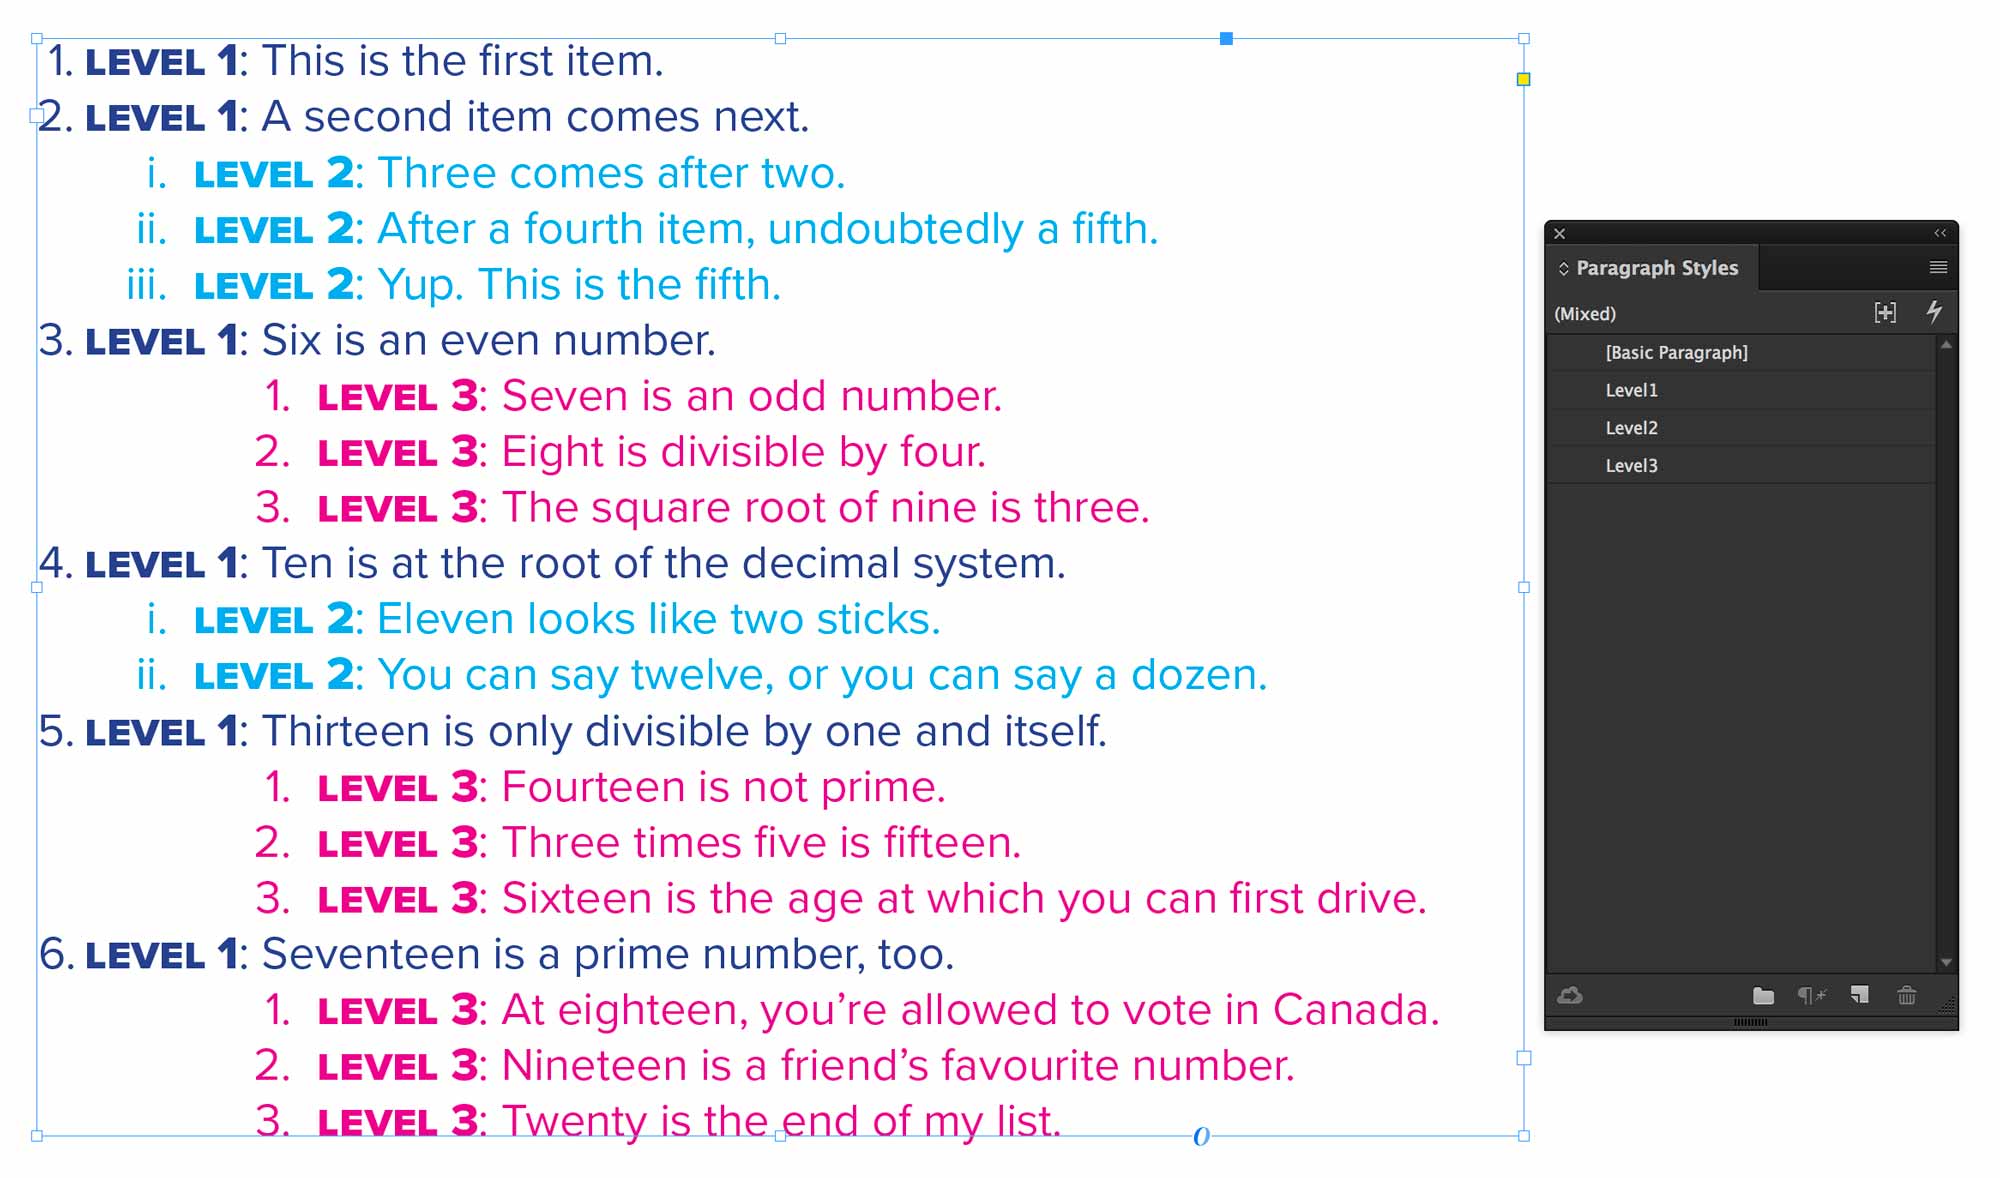 1. LEVEL 1: This is the first item.
2. LEVEL 1: A second item comes next.
i. LEVEL 2: Three comes after two.
ii. LEVEL 2: After a fourth item, undoubtedly a fifth.
iii. LEVEL 2: Yup. This is the fifth.
3. LEVEL 1: Six is an even number.
1. LEVEL 3: Seven is an odd number.
2. LEVEL 3: Eight is divisible by four.
3. LEVEL 3: The square root of nine is three.
4. LEVEL 1: Ten is at the root of the decimal system.
i. LEVEL 2: Eleven looks like two sticks.
ii. LEVEL 2: You can say twelve, or you can say a dozen.
5. LEVEL 1: Thirteen is only divisible by one and itself.
1. LEVEL 3: Fourteen is not prime.
2. LEVEL 3: Three times five is fifteen.
3. LEVEL 3: Sixteen is the age at which you can first drive.
6. LEVEL 1: Seventeen is a prime number, too.
1. LEVEL 3: At eighteen, you’re allowed to vote in Canada.
2. LEVEL 3: Nineteen is a friend’s favourite number.
3. LEVEL 3: Twenty is the end of my list.
Paragraph Styles
(Mixed)
[Basic Paragraph]
Level1
Level2
Level3